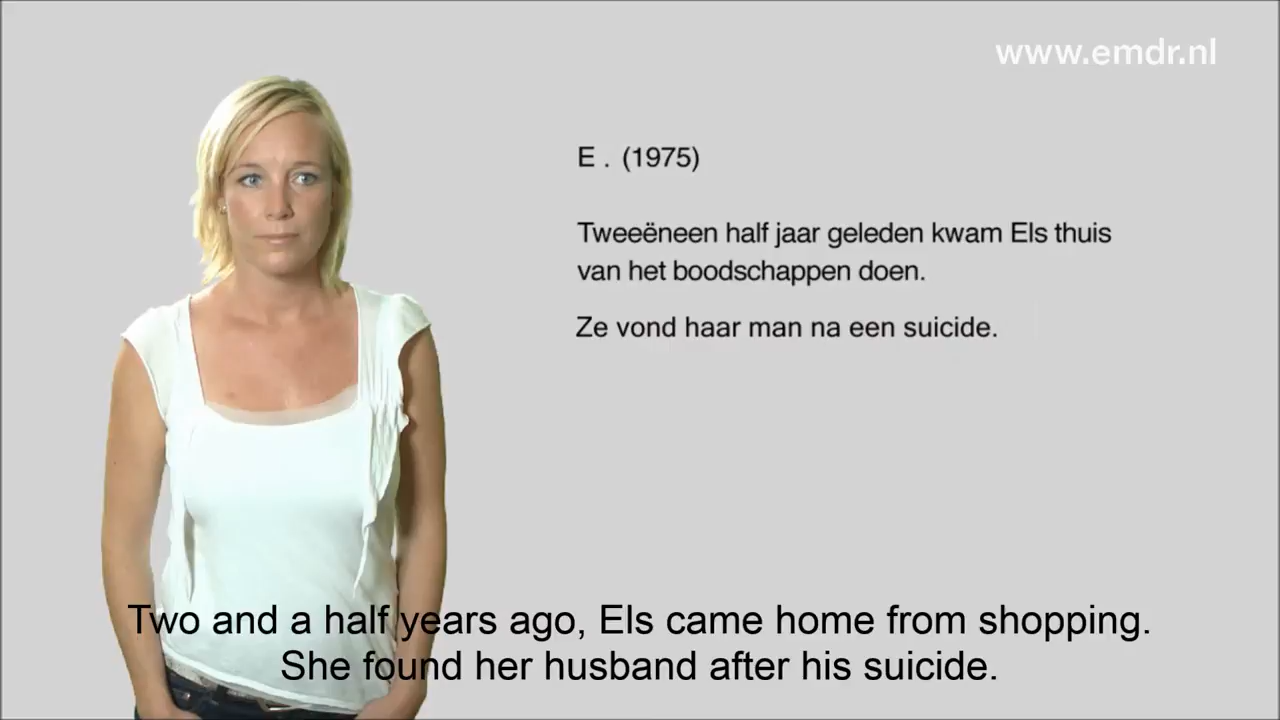 www.emdr.nl
E . (1975)
Tweeëneen half jaar geleden kwam Els thuis
van het boodschappen doen.
Ze vond haar man na een suicide.
Two and a half years ago, Els came home from shopping.
She found her husband after his suicide.